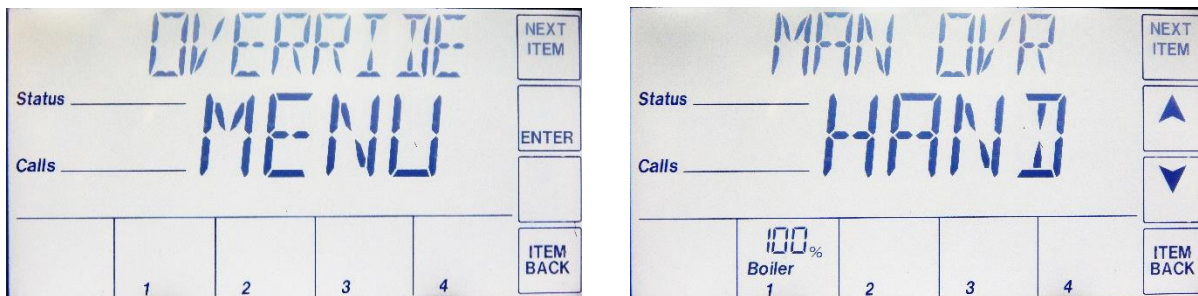 OVERRIDE
NEXT
ITEM
Status
MENU
ENTER
Calls
ITEM
BACK
1 2 3 4
MAN OVR
NEXT
ITEM
Status
HAND
Calls
100%
Boiler
ITEM
BACK
1 2 3 4